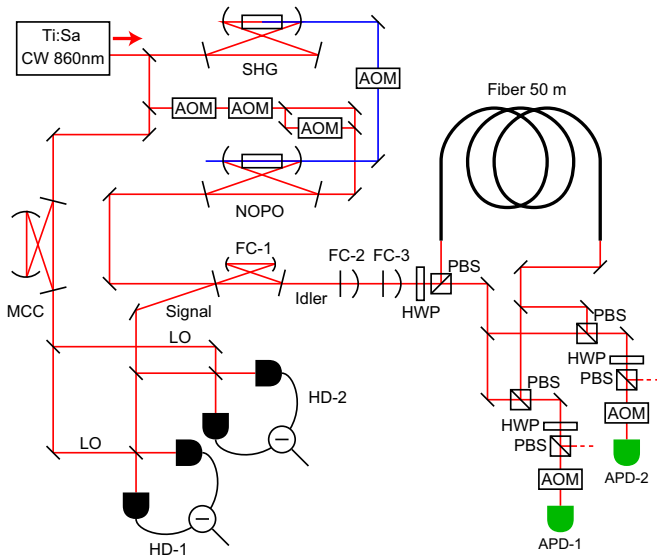 Ti:Sa
CW 860nm
SHG
AOM
Fiber 50 m
AOM
AOM
AOM
NOPO
FC-1
FC-2
FC-3
PBS
MCC
Signal
Idler
HWP
PBS
LO
HWP
PBS
HD-2
PBS
AOM
HWP
PBS
LO
AOM
APD-2
HD-1
APD-1